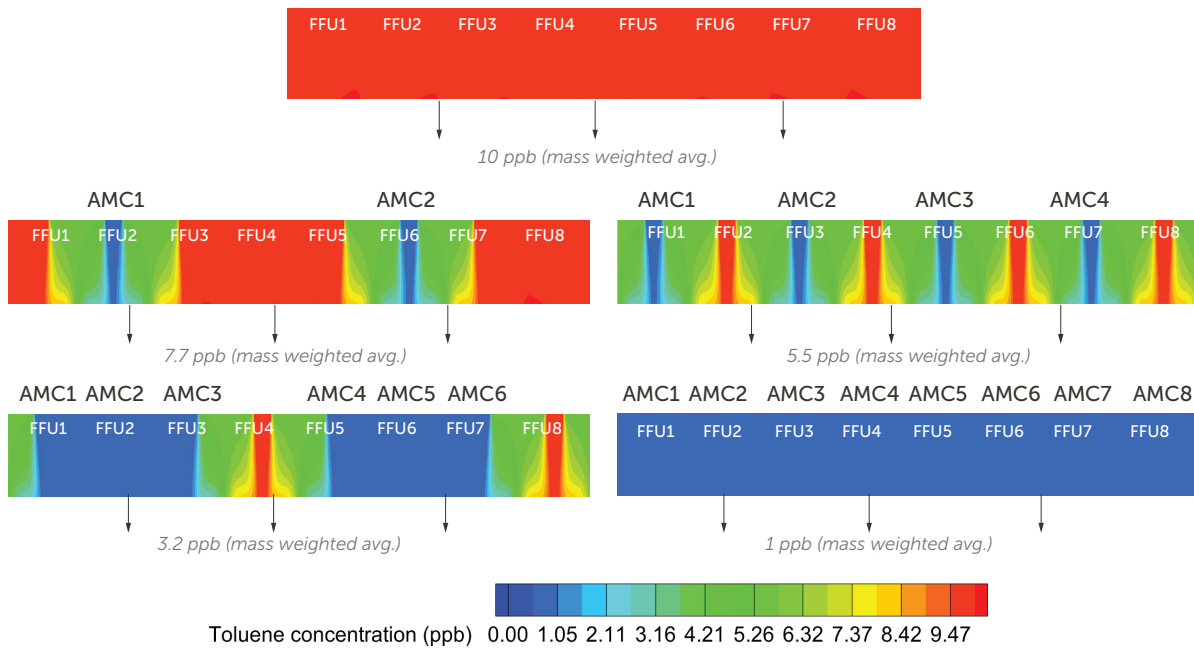 FFU1 FFU2 FFU3 FFU4 FFU5 FFU6 FFU7 FFU8
10 ppb (mass weighted avg.)
AMC1 AMC2
FFU1 FFU2 FFU3 FFU4 FFU5 FFU6 FFU7 FFU8
7.7 ppb (mass weighted avg.)
AMC1 AMC2 AMC3 AMC4
FFU1 FFU2 FFU3 FFU4 FFU5 FFU6 FFU7 FFU8
5.5 ppb (mass weighted avg.)
AMC1 AMC2 AMC3 AMC4 AMC5 AMC6
FFU1 FFU2 FFU3 FFU4 FFU5 FFU6 FFU7 FFU8
3.2 ppb (mass weighted avg.)
AMC1 AMC2 AMC3 AMC4 AMC5 AMC6 AMC7 AMC8
FFU1 FFU2 FFU3 FFU4 FFU5 FFU6 FFU7 FFU8
1 ppb (mass weighted avg.)
Toluene concentration (ppb) 0.00 1.05 2.11 3.16 4.21 5.26 6.32 7.37 8.42 9.47